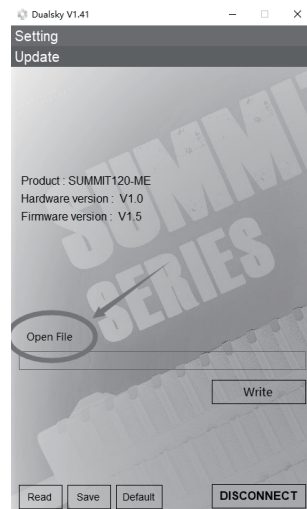 Dualsky V1.41
Setting
Update
SUMMIT
SERIES
Product : SUMMIT120-ME
Hardware version : V1.0
Firmware version : V1.5
Open File
Write
Read Save Default DISCONNECT